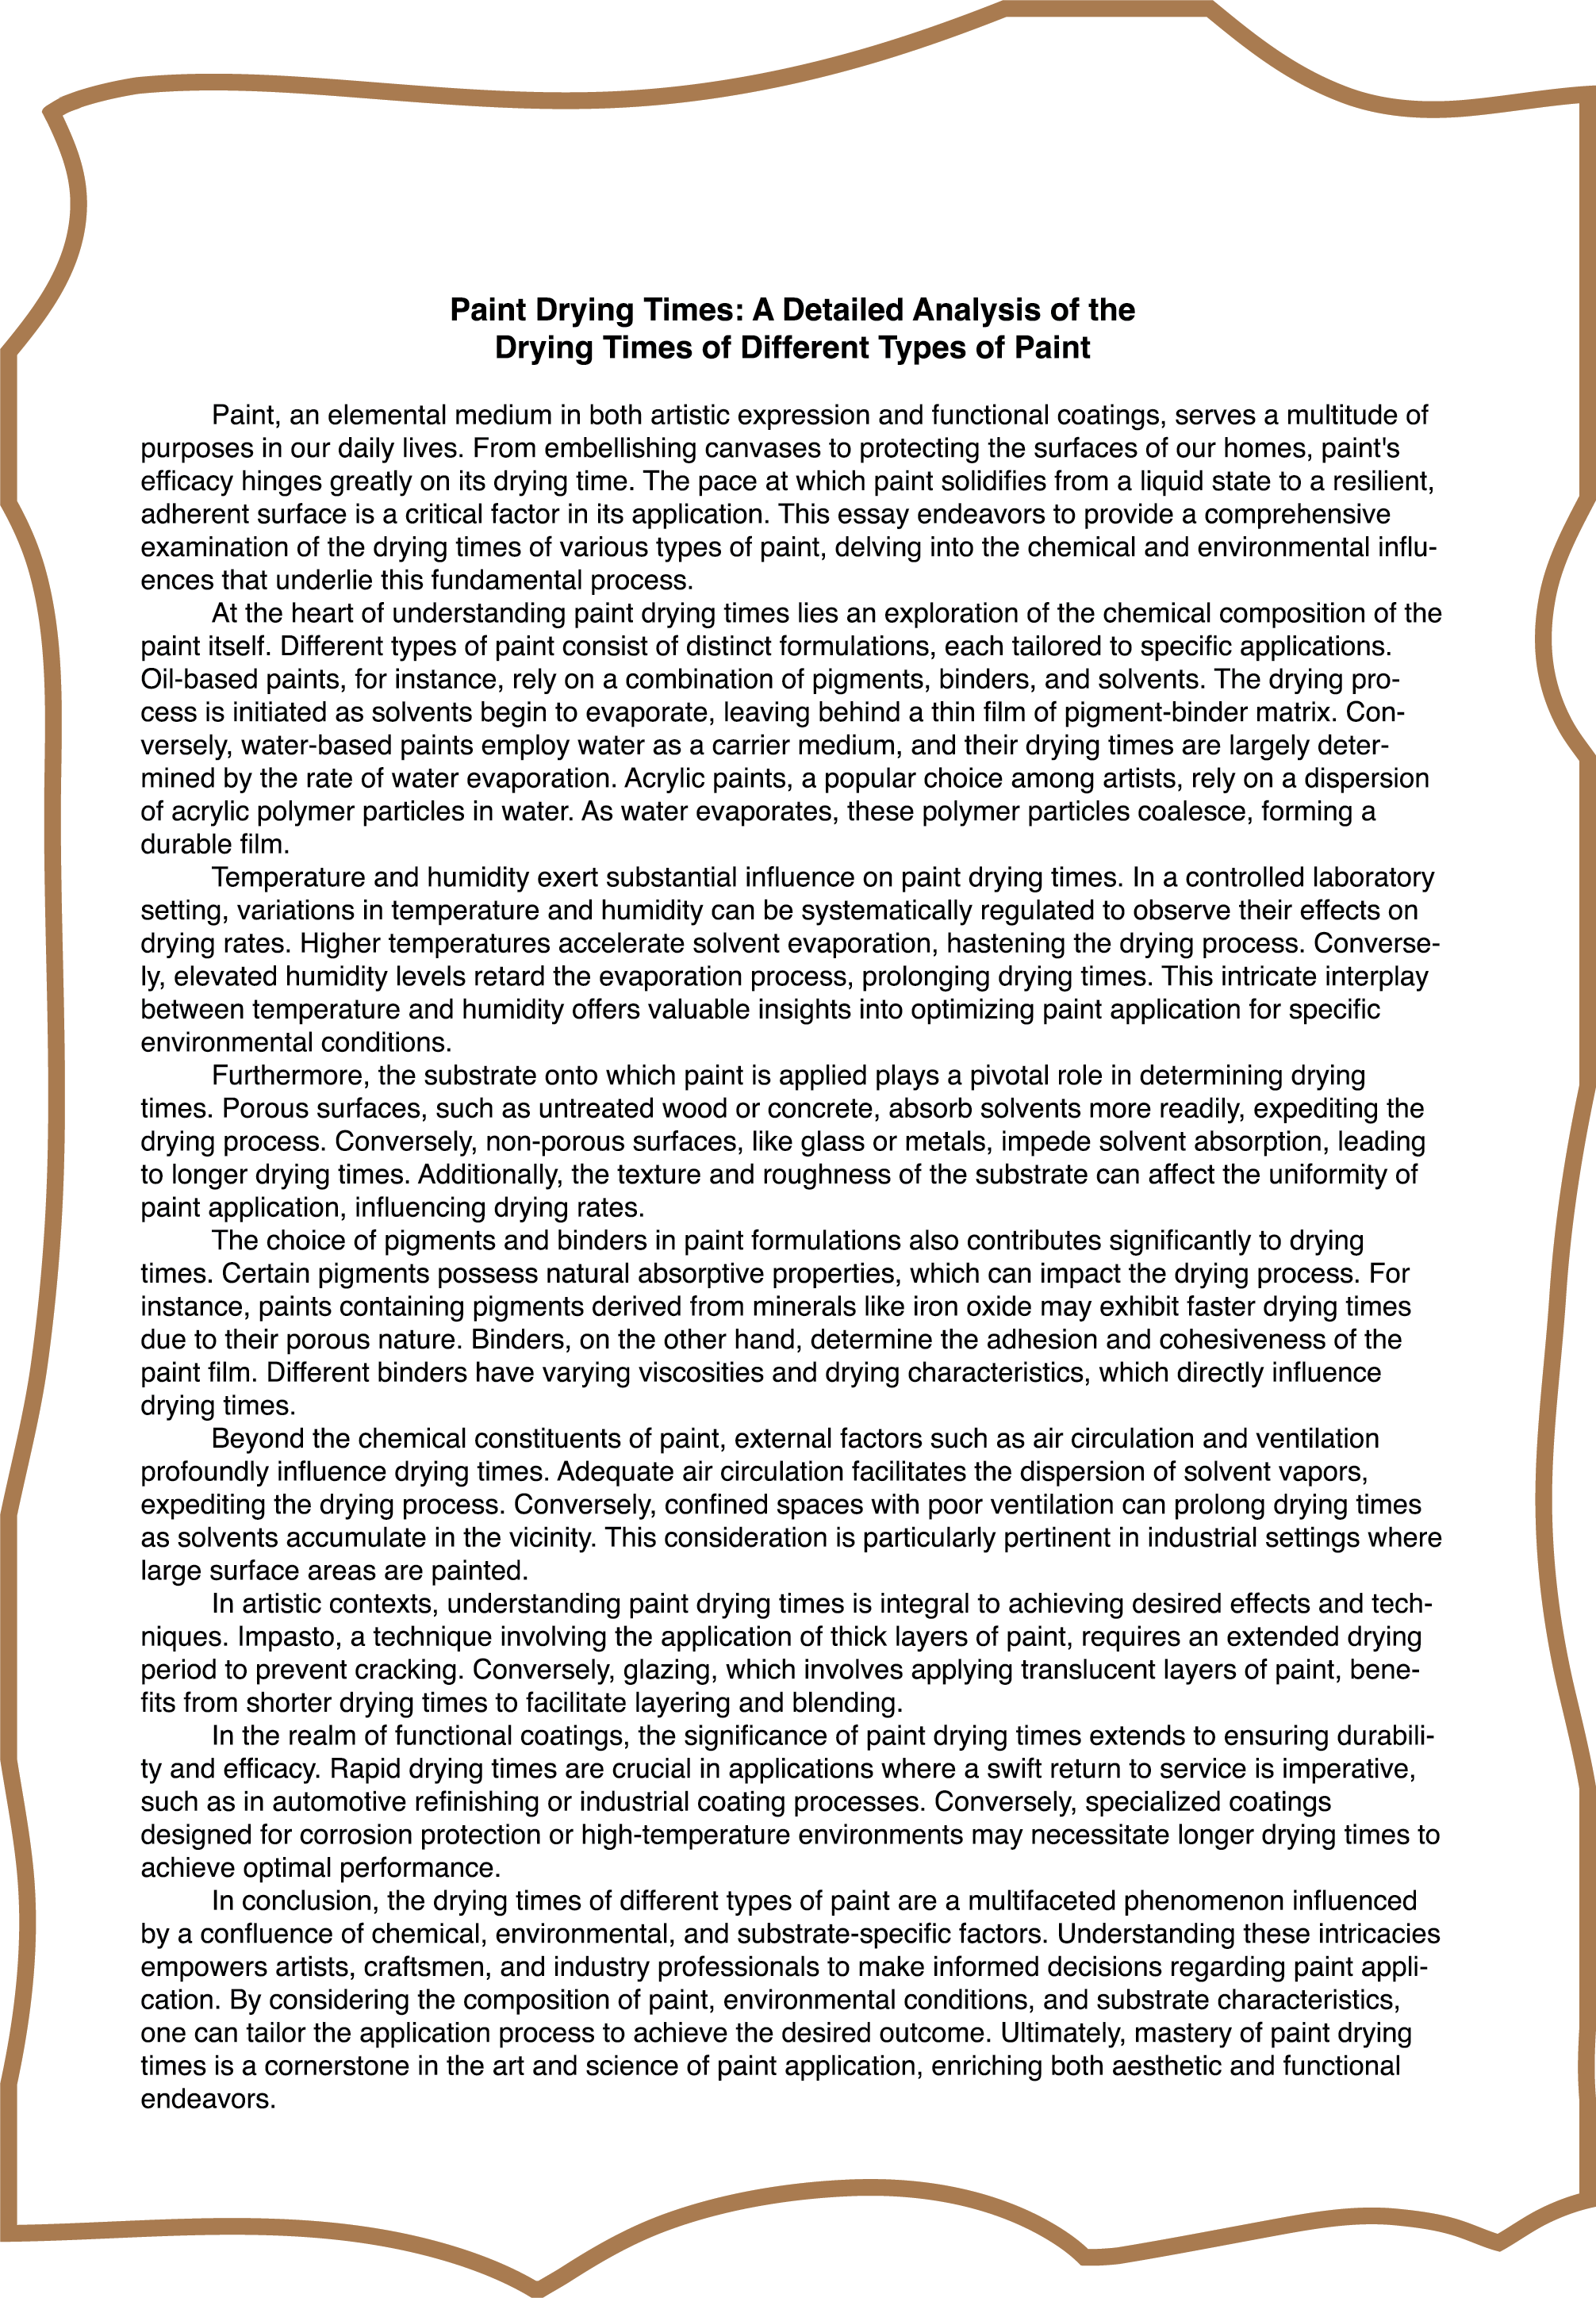 Paint Drying Times: A Detailed Analysis of the
Drying Times of Different Types of Paint
Paint, an elemental medium in both artistic expression and functional coatings, serves a multitude of
purposes in our daily lives. From embellishing canvases to protecting the surfaces of our homes, paint's
efficacy hinges greatly on its drying time. The pace at which paint solidifies from a liquid state to a resilient,
adherent surface is a critical factor in its application. This essay endeavors to provide a comprehensive
examination of the drying times of various types of paint, delving into the chemical and environmental influ-
ences that underlie this fundamental process.
At the heart of understanding paint drying times lies an exploration of the chemical composition of the
paint itself. Different types of paint consist of distinct formulations, each tailored to specific applications.
Oil-based paints, for instance, rely on a combination of pigments, binders, and solvents. The drying pro-
cess is initiated as solvents begin to evaporate, leaving behind a thin film of pigment-binder matrix. Con-
versely, water-based paints employ water as a carrier medium, and their drying times are largely deter-
mined by the rate of water evaporation. Acrylic paints, a popular choice among artists, rely on a dispersion
of acrylic polymer particles in water. As water evaporates, these polymer particles coalesce, forming a
durable film.
Temperature and humidity exert substantial influence on paint drying times. In a controlled laboratory
setting, variations in temperature and humidity can be systematically regulated to observe their effects on
drying rates. Higher temperatures accelerate solvent evaporation, hastening the drying process. Converse-
ly, elevated humidity levels retard the evaporation process, prolonging drying times. This intricate interplay
between temperature and humidity offers valuable insights into optimizing paint application for specific
environmental conditions.
Furthermore, the substrate onto which paint is applied plays a pivotal role in determining drying
times. Porous surfaces, such as untreated wood or concrete, absorb solvents more readily, expediting the
drying process. Conversely, non-porous surfaces, like glass or metals, impede solvent absorption, leading
to longer drying times. Additionally, the texture and roughness of the substrate can affect the uniformity of
paint application, influencing drying rates.
The choice of pigments and binders in paint formulations also contributes significantly to drying
times. Certain pigments possess natural absorptive properties, which can impact the drying process. For
instance, paints containing pigments derived from minerals like iron oxide may exhibit faster drying times
due to their porous nature. Binders, on the other hand, determine the adhesion and cohesiveness of the
paint film. Different binders have varying viscosities and drying characteristics, which directly influence
drying times.
Beyond the chemical constituents of paint, external factors such as air circulation and ventilation
profoundly influence drying times. Adequate air circulation facilitates the dispersion of solvent vapors,
expediting the drying process. Conversely, confined spaces with poor ventilation can prolong drying times
as solvents accumulate in the vicinity. This consideration is particularly pertinent in industrial settings where
large surface areas are painted.
In artistic contexts, understanding paint drying times is integral to achieving desired effects and tech-
niques. Impasto, a technique involving the application of thick layers of paint, requires an extended drying
period to prevent cracking. Conversely, glazing, which involves applying translucent layers of paint, bene-
fits from shorter drying times to facilitate layering and blending.
In the realm of functional coatings, the significance of paint drying times extends to ensuring durabili-
ty and efficacy. Rapid drying times are crucial in applications where a swift return to service is imperative,
such as in automotive refinishing or industrial coating processes. Conversely, specialized coatings
designed for corrosion protection or high-temperature environments may necessitate longer drying times to
achieve optimal performance.
In conclusion, the drying times of different types of paint are a multifaceted phenomenon influenced
by a confluence of chemical, environmental, and substrate-specific factors. Understanding these intricacies
empowers artists, craftsmen, and industry professionals to make informed decisions regarding paint appli-
cation. By considering the composition of paint, environmental conditions, and substrate characteristics,
one can tailor the application process to achieve the desired outcome. Ultimately, mastery of paint drying
times is a cornerstone in the art and science of paint application, enriching both aesthetic and functional
endeavors.